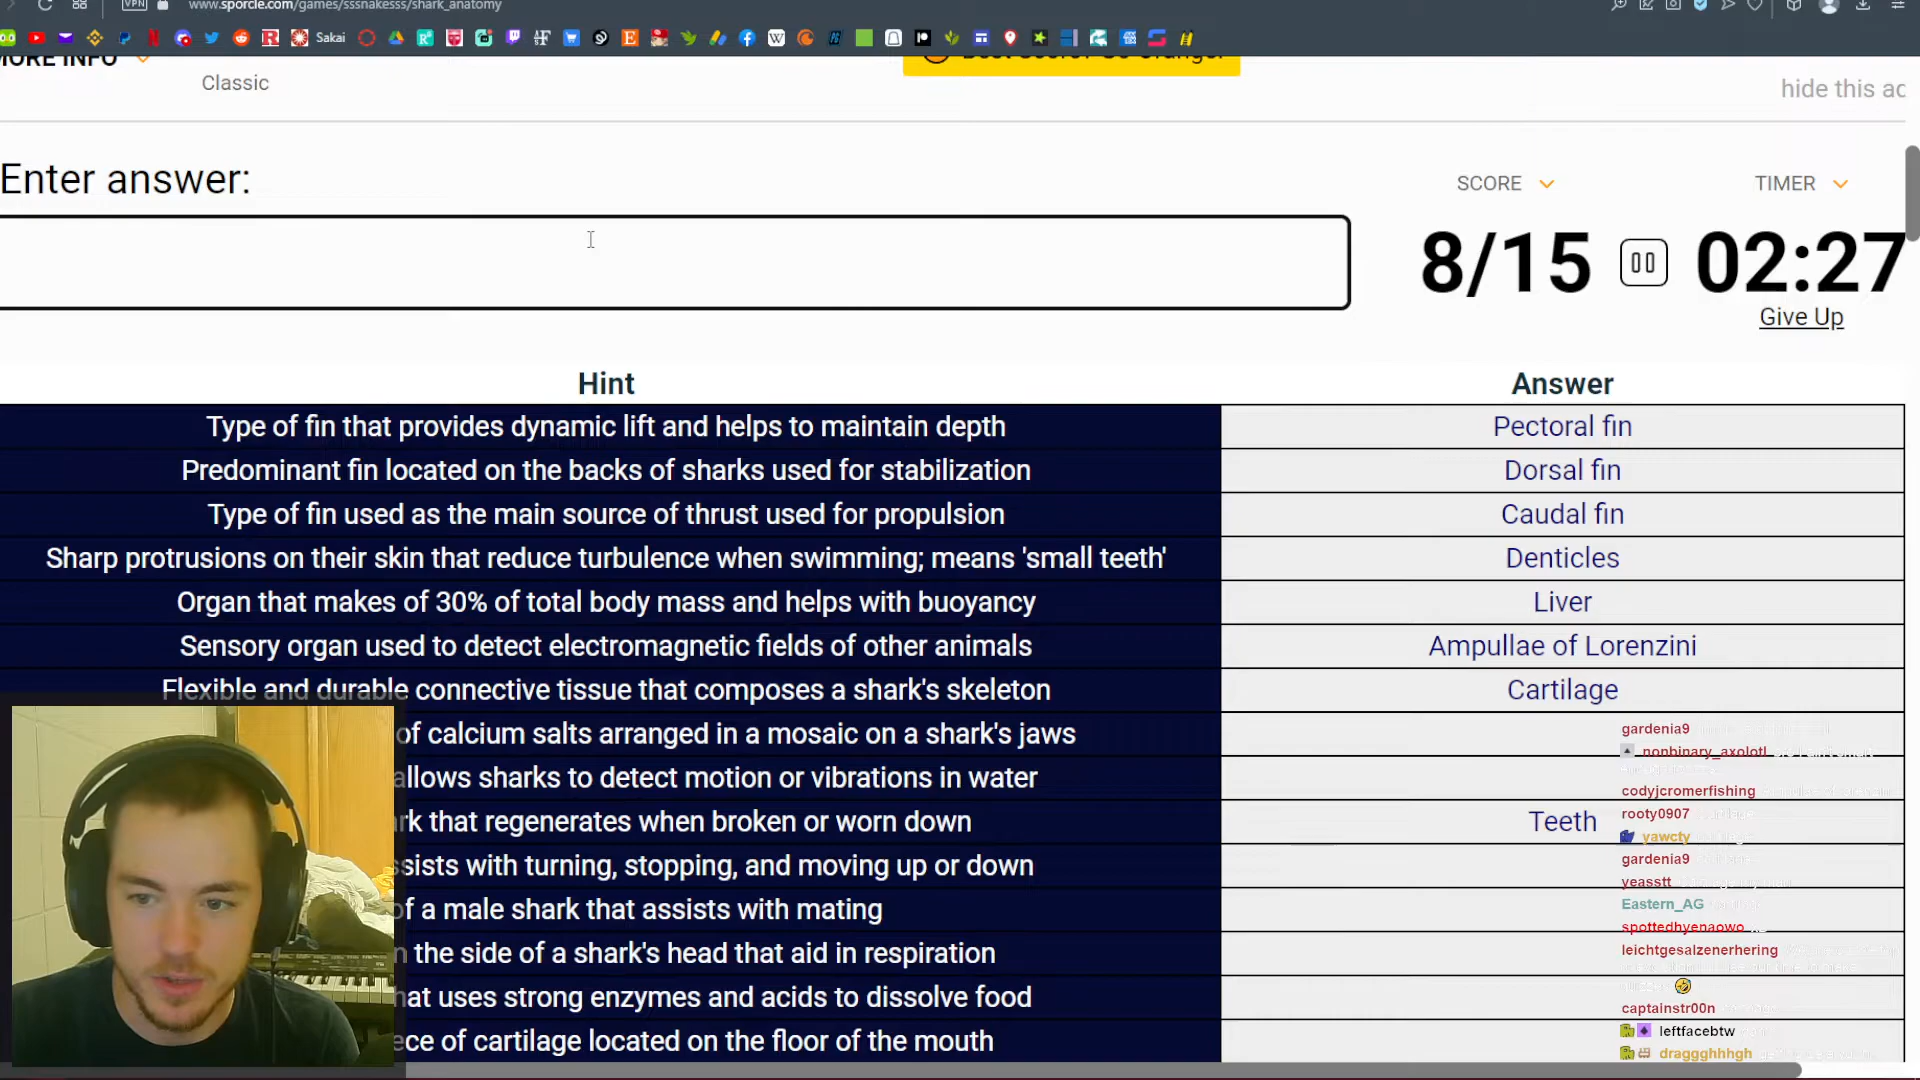 VPN
www.sporcle.com/games/sssnakesss/shark_anatomy
Sakai
MORE INFO
Classic
hide this ad
Enter answer:
SCORE
TIMER
8/15
02:27
Give Up
Hint
Answer
Type of fin that provides dynamic lift and helps to maintain depth
Pectoral fin
Predominant fin located on the backs of sharks used for stabilization
Dorsal fin
Type of fin used as the main source of thrust used for propulsion
Caudal fin
Sharp protrusions on their skin that reduce turbulence when swimming; means 'small teeth'
Denticles
Organ that makes of 30% of total body mass and helps with buoyancy
Liver
Sensory organ used to detect electromagnetic fields of other animals
Ampullae of Lorenzini
Flexible and durable connective tissue that composes a shark's skeleton
Cartilage
of calcium salts arranged in a mosaic on a shark's jaws
allows sharks to detect motion or vibrations in water
that regenerates when broken or worn down
Teeth
with turning, stopping, and moving up or down
of a male shark that assists with mating
the side of a shark's head that aid in respiration
uses strong enzymes and acids to dissolve food
of cartilage located on the floor of the mouth
gardenia9
nonbinary_axolotl
codyjcromerfishing
rooty0907
yawcty
gardenia9
yeasstt
Eastern_AG
spottedhyenaowo
leichtgesalzenerhering
captainstr00n
leftfacebtw
draggghhhgh